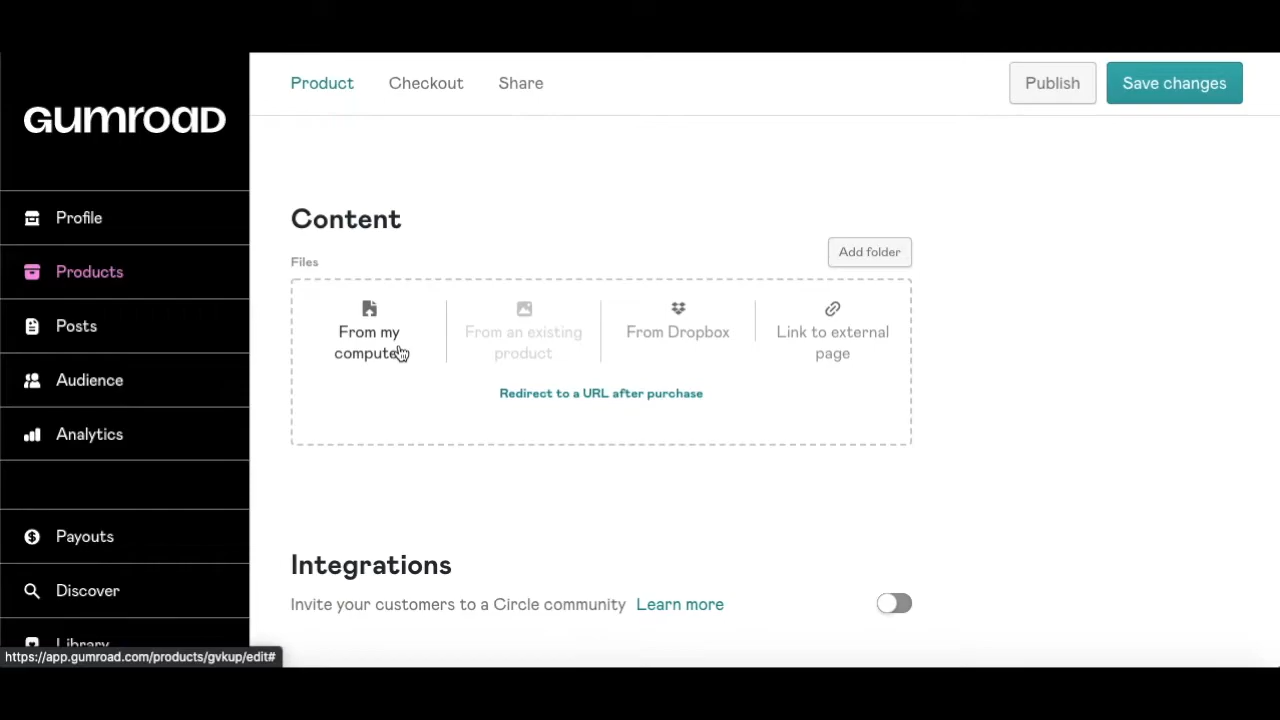 GUMROAD
Product
Checkout
Share
Publish
Save changes
Profile
Products
Posts
Audience
Analytics
Payouts
Discover
Library
Content
Files
Add folder
From my
computer
From an existing
product
From Dropbox
Link to external
page
Redirect to a URL after purchase
Integrations
Invite your customers to a Circle community Learn more
https://app.gumroad.com/products/gvkup/edit#